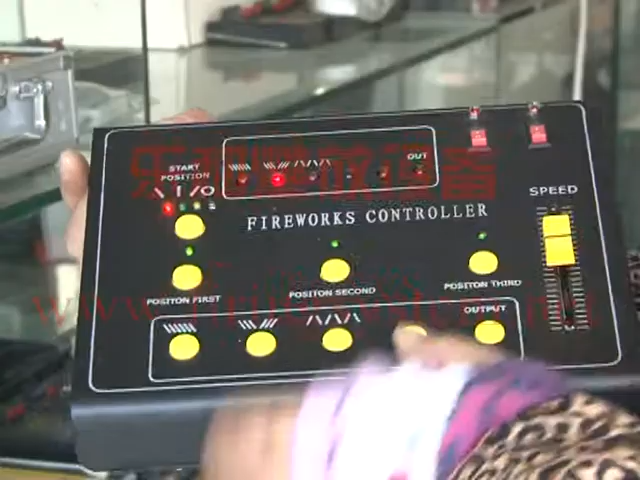 START
POSITION
OUT
SPEED
FIREWORKS CONTROLLER
POSITON FIRST
POSITON SECOND
POSITON THIRD
OUTPUT